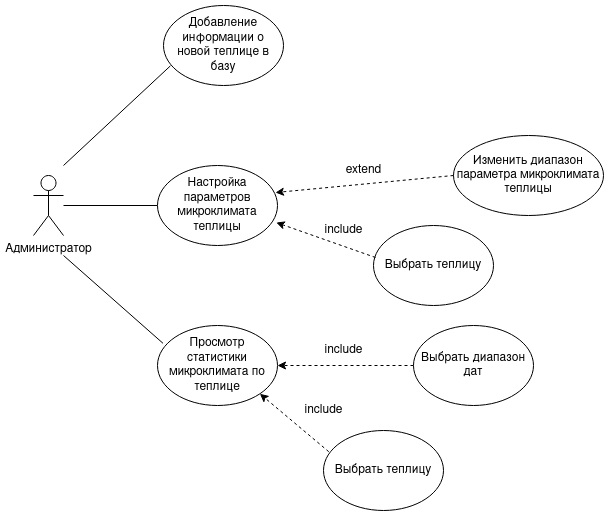 Добавление
информации о
новой теплице в
базу
Администратор
Настройка
параметров
микроклимата
теплицы
extend
Изменить диапазон
параметра микроклимата
теплицы
include
Выбрать теплицу
Просмотр
статистики
микроклимата по
теплице
include
Выбрать диапазон
дат
include
Выбрать теплицу